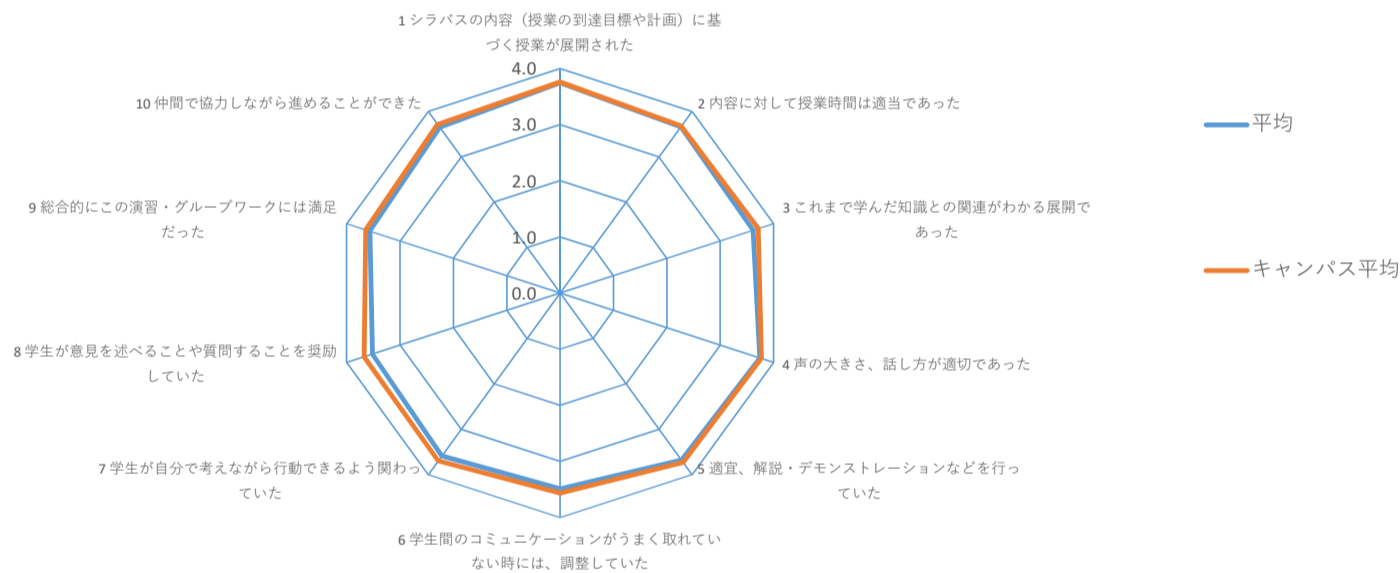 1 シラバスの内容（授業の到達目標や計画）に基
づく授業が展開された
4.0
3.0
2.0
1.0
0.0
2 内容に対して授業時間は適当であった
3 これまで学んだ知識との関連がわかる展開で
あった
4 声の大きさ、話し方が適切であった
5 適宜、解説・デモンストレーションなどを行っ
ていた
6 学生間のコミュニケーションがうまく取れてい
ない時には、調整していた
7 学生が自分で考えながら行動できるよう関わっ
ていた
8 学生が意見を述べることや質問することを奨励
していた
9 総合的にこの演習・グループワークには満足
だった
10 仲間で協力しながら進めることができた
平均
キャンパス平均